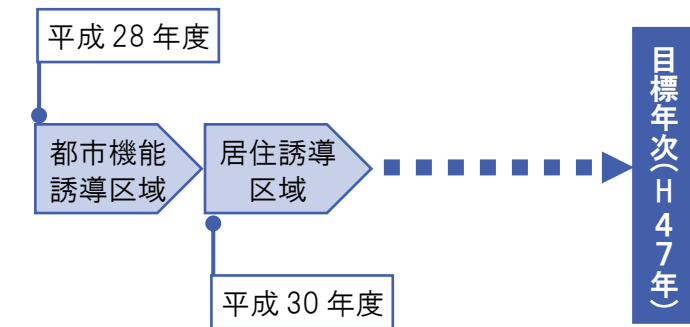 平成 28 年度
都市機能
誘導区域
居住誘導
区域
平成 30 年度
目標年次（H47年）